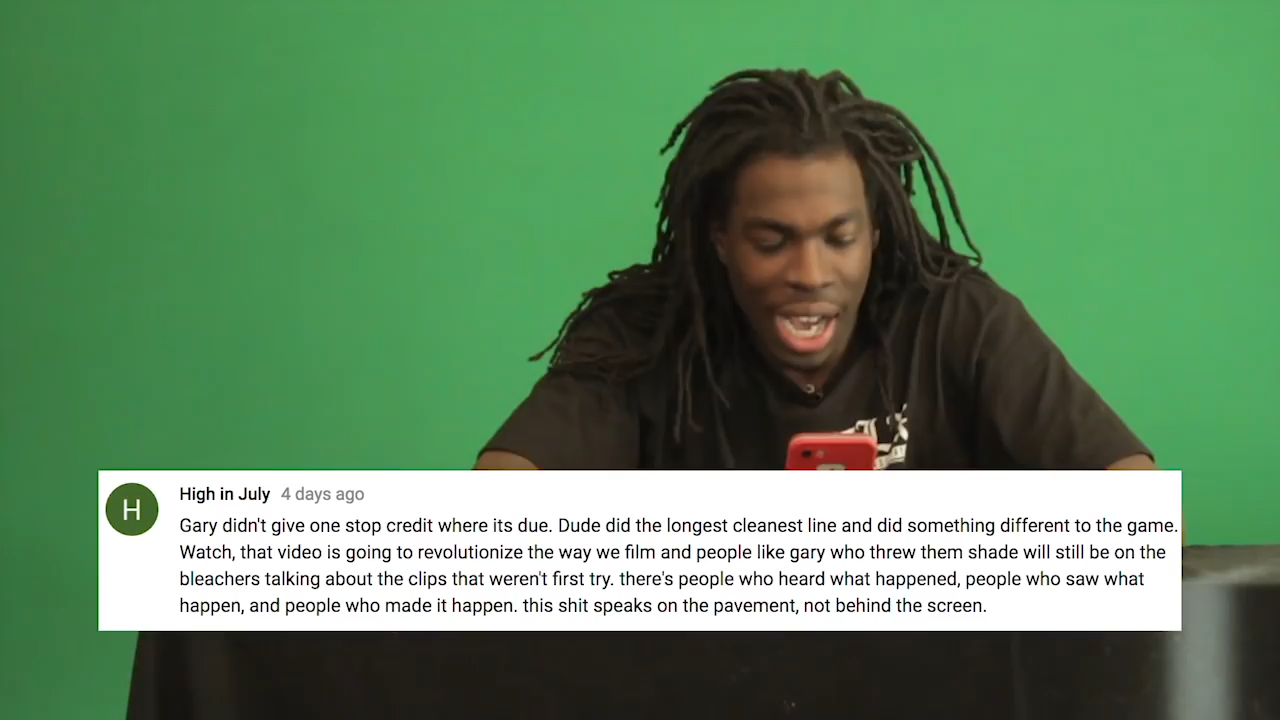 H
High in July 4 days ago
Gary didn't give one stop credit where its due. Dude did the longest cleanest line and did something different to the game.
Watch, that video is going to revolutionize the way we film and people like gary who threw them shade will still be on the
bleachers talking about the clips that weren't first try. there's people who heard what happened, people who saw what
happen, and people who made it happen. this shit speaks on the pavement, not behind the screen.